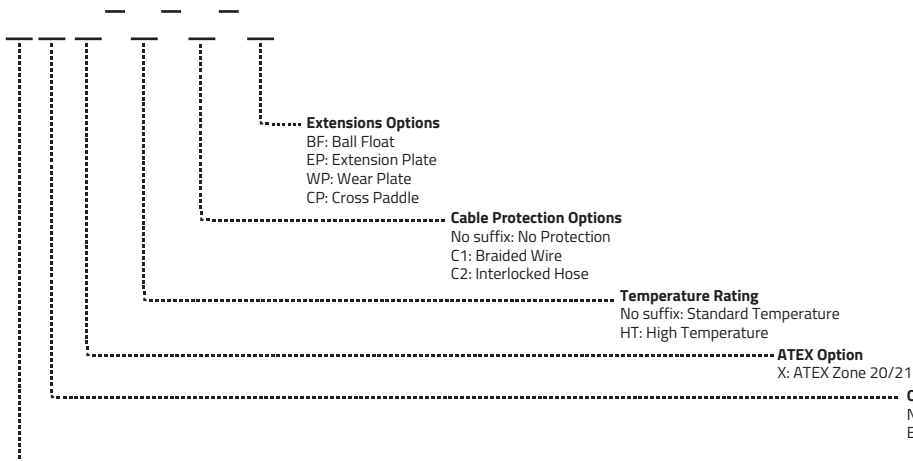 Extensions Options
BF: Ball Float
EP: Extension Plate
WP: Wear Plate
CP: Cross Paddle
Cable Protection Options
No suffix: No Protection
C1: Braided Wire
C2: Interlocked Hose
Temperature Rating
No suffix: Standard Temperature
HT: High Temperature
ATEX Option
X: ATEX Zone 20/21